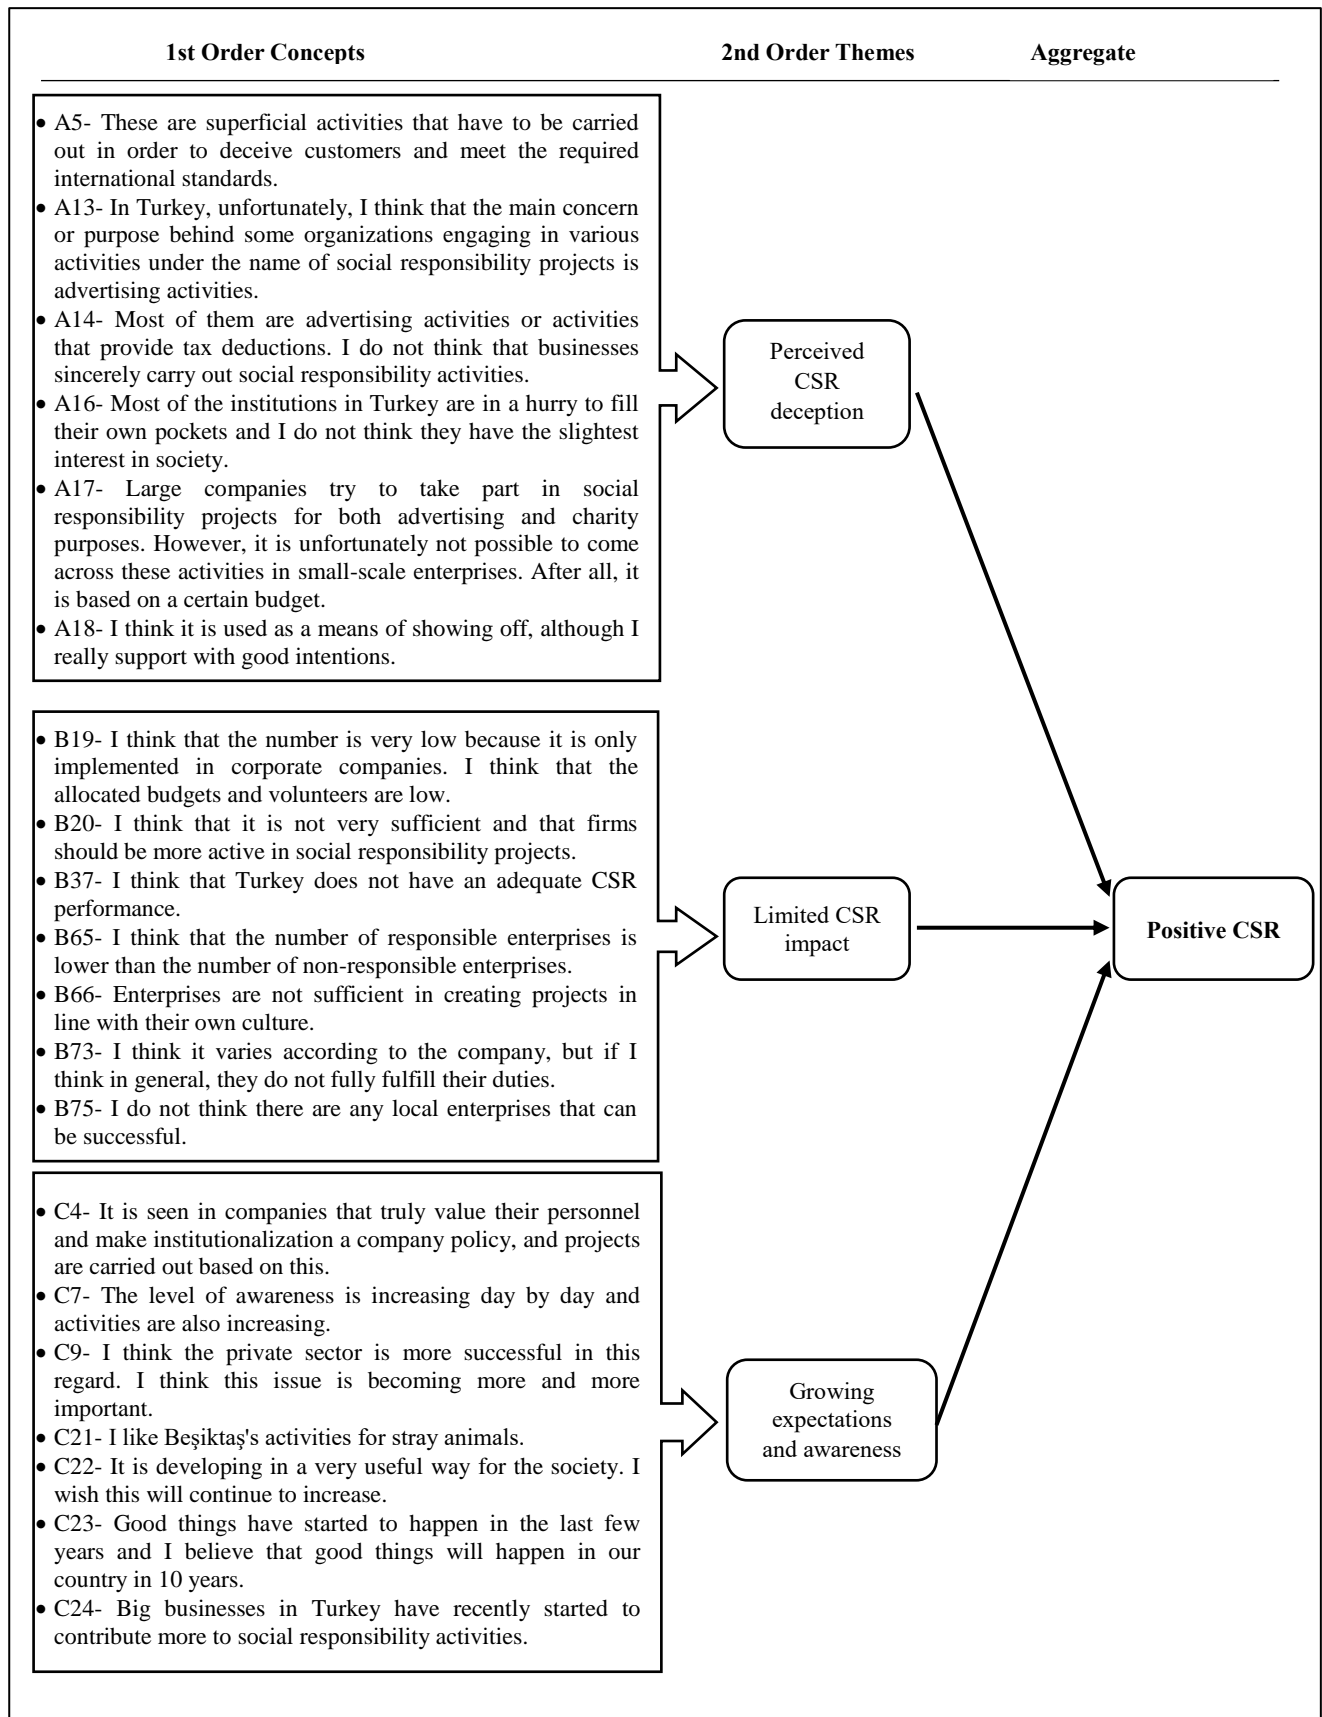 1st Order Concepts 2nd Order Themes Aggregate
• A5- These are superficial activities that have to be carried
out in order to deceive customers and meet the required
international standards.
• A13- In Turkey, unfortunately, I think that the main concern
or purpose behind some organizations engaging in various
activities under the name of social responsibility projects is
advertising activities.
• A14- Most of them are advertising activities or activities
that provide tax deductions. I do not think that businesses
sincerely carry out social responsibility activities.
• A16- Most of the institutions in Turkey are in a hurry to fill
their own pockets and I do not think they have the slightest
interest in society.
• A17- Large companies try to take part in social
responsibility projects for both advertising and charity
purposes. However, it is unfortunately not possible to come
across these activities in small-scale enterprises. After all, it
is based on a certain budget.
• A18- I think it is used as a means of showing off, although I
really support with good intentions.
Perceived
CSR
deception
• B19- I think that the number is very low because it is only
implemented in corporate companies. I think that the
allocated budgets and volunteers are low.
• B20- I think that it is not very sufficient and that firms
should be more active in social responsibility projects.
• B37- I think that Turkey does not have an adequate CSR
performance.
• B65- I think that the number of responsible enterprises is
lower than the number of non-responsible enterprises.
• B66- Enterprises are not sufficient in creating projects in
line with their own culture.
• B73- I think it varies according to the company, but if I
think in general, they do not fully fulfill their duties.
• B75- I do not think there are any local enterprises that can
be successful.
Limited CSR
impact
Positive CSR
• C4- It is seen in companies that truly value their personnel
and make institutionalization a company policy, and projects
are carried out based on this.
• C7- The level of awareness is increasing day by day and
activities are also increasing.
• C9- I think the private sector is more successful in this
regard. I think this issue is becoming more and more
important.
• C21- I like Beşiktaş's activities for stray animals.
• C22- It is developing in a very useful way for the society. I
wish this will continue to increase.
• C23- Good things have started to happen in the last few
years and I believe that good things will happen in our
country in 10 years.
• C24- Big businesses in Turkey have recently started to
contribute more to social responsibility activities.
Growing
expectations
and awareness